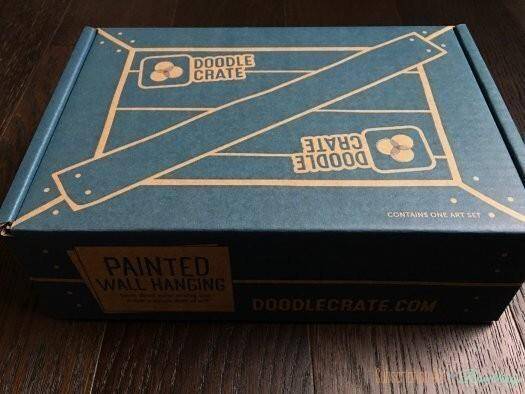 DOODLE
CRATE
DOODLE
CRATE
CONTAINS ONE ART SET
PAINTED
WALL HANGING
DOODLECRATE.COM